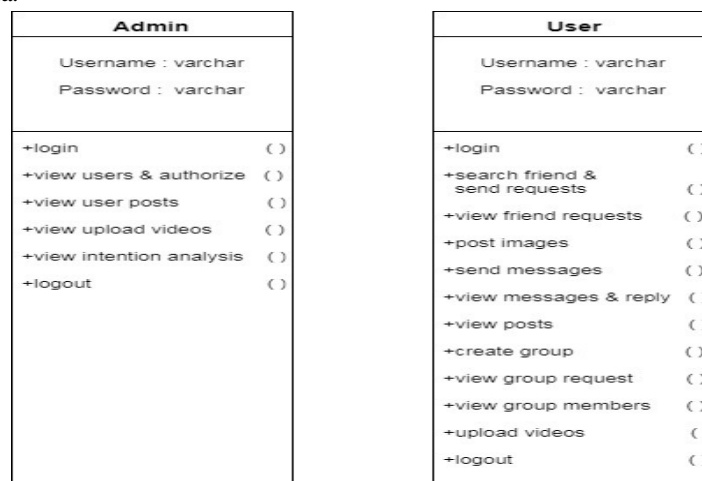 Admin
Username : varchar
Password : varchar
+login ( )
+view users & authorize ( )
+view user posts ( )
+view upload videos ( )
+view intention analysis ( )
+logout ( )
User
Username : varchar
Password : varchar
+login ( )
+search friend &
send requests ( )
+view friend requests ( )
+post images ( )
+send messages ( )
+view messages & reply (
+view posts (
+create group ( )
+view group request ( )
+view group members ( )
+upload videos (
+logout (